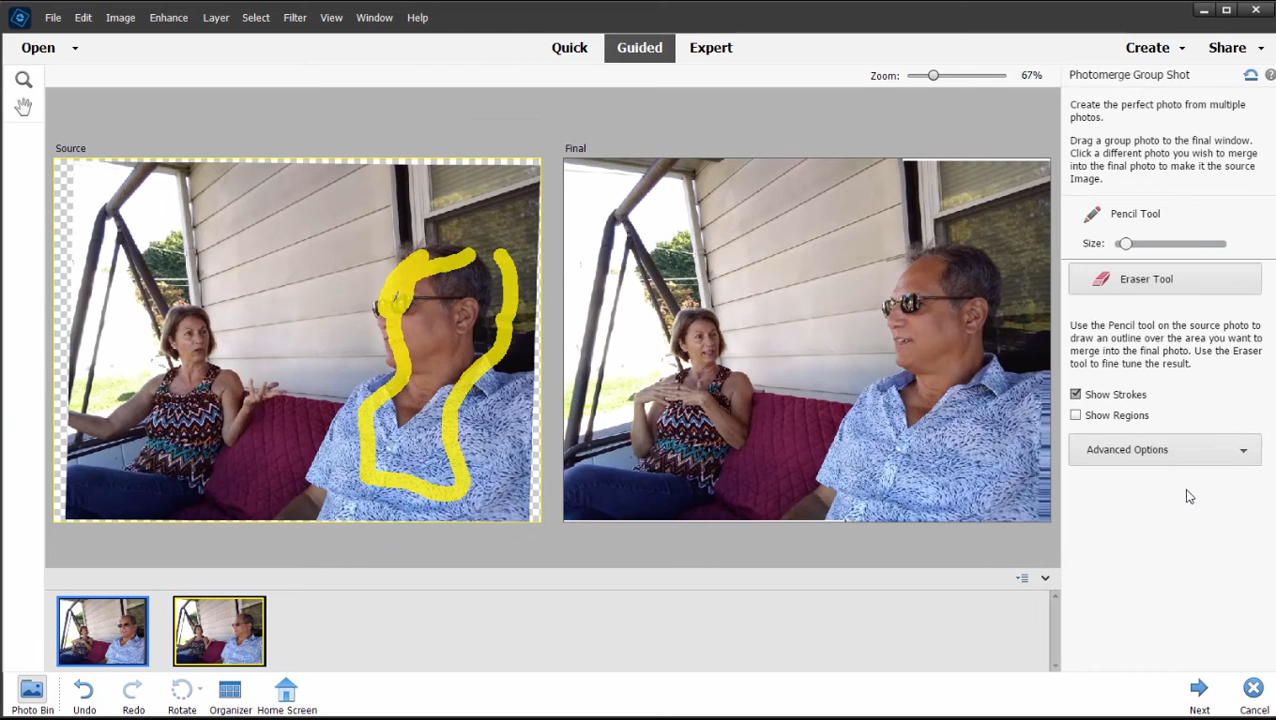 File Edit Image Enhance Layer Select Filter View Window Help
Open Quick Guided Expert Create Share
Zoom: 67%
Photomerge Group Shot
Create the perfect photo from multiple
photos.
Drag a group photo to the final window.
Click a different photo you wish to merge
into the final photo to make it the source
Image.
Source
Final
Pencil Tool
Size:
Eraser Tool
Use the Pencil tool on the source photo to
draw an outline over the area you want to
merge into the final photo. Use the Eraser
tool to fine tune the result.
Show Strokes
Show Regions
Advanced Options
Photo Bin Undo Redo Rotate Organizer Home Screen Next Cancel